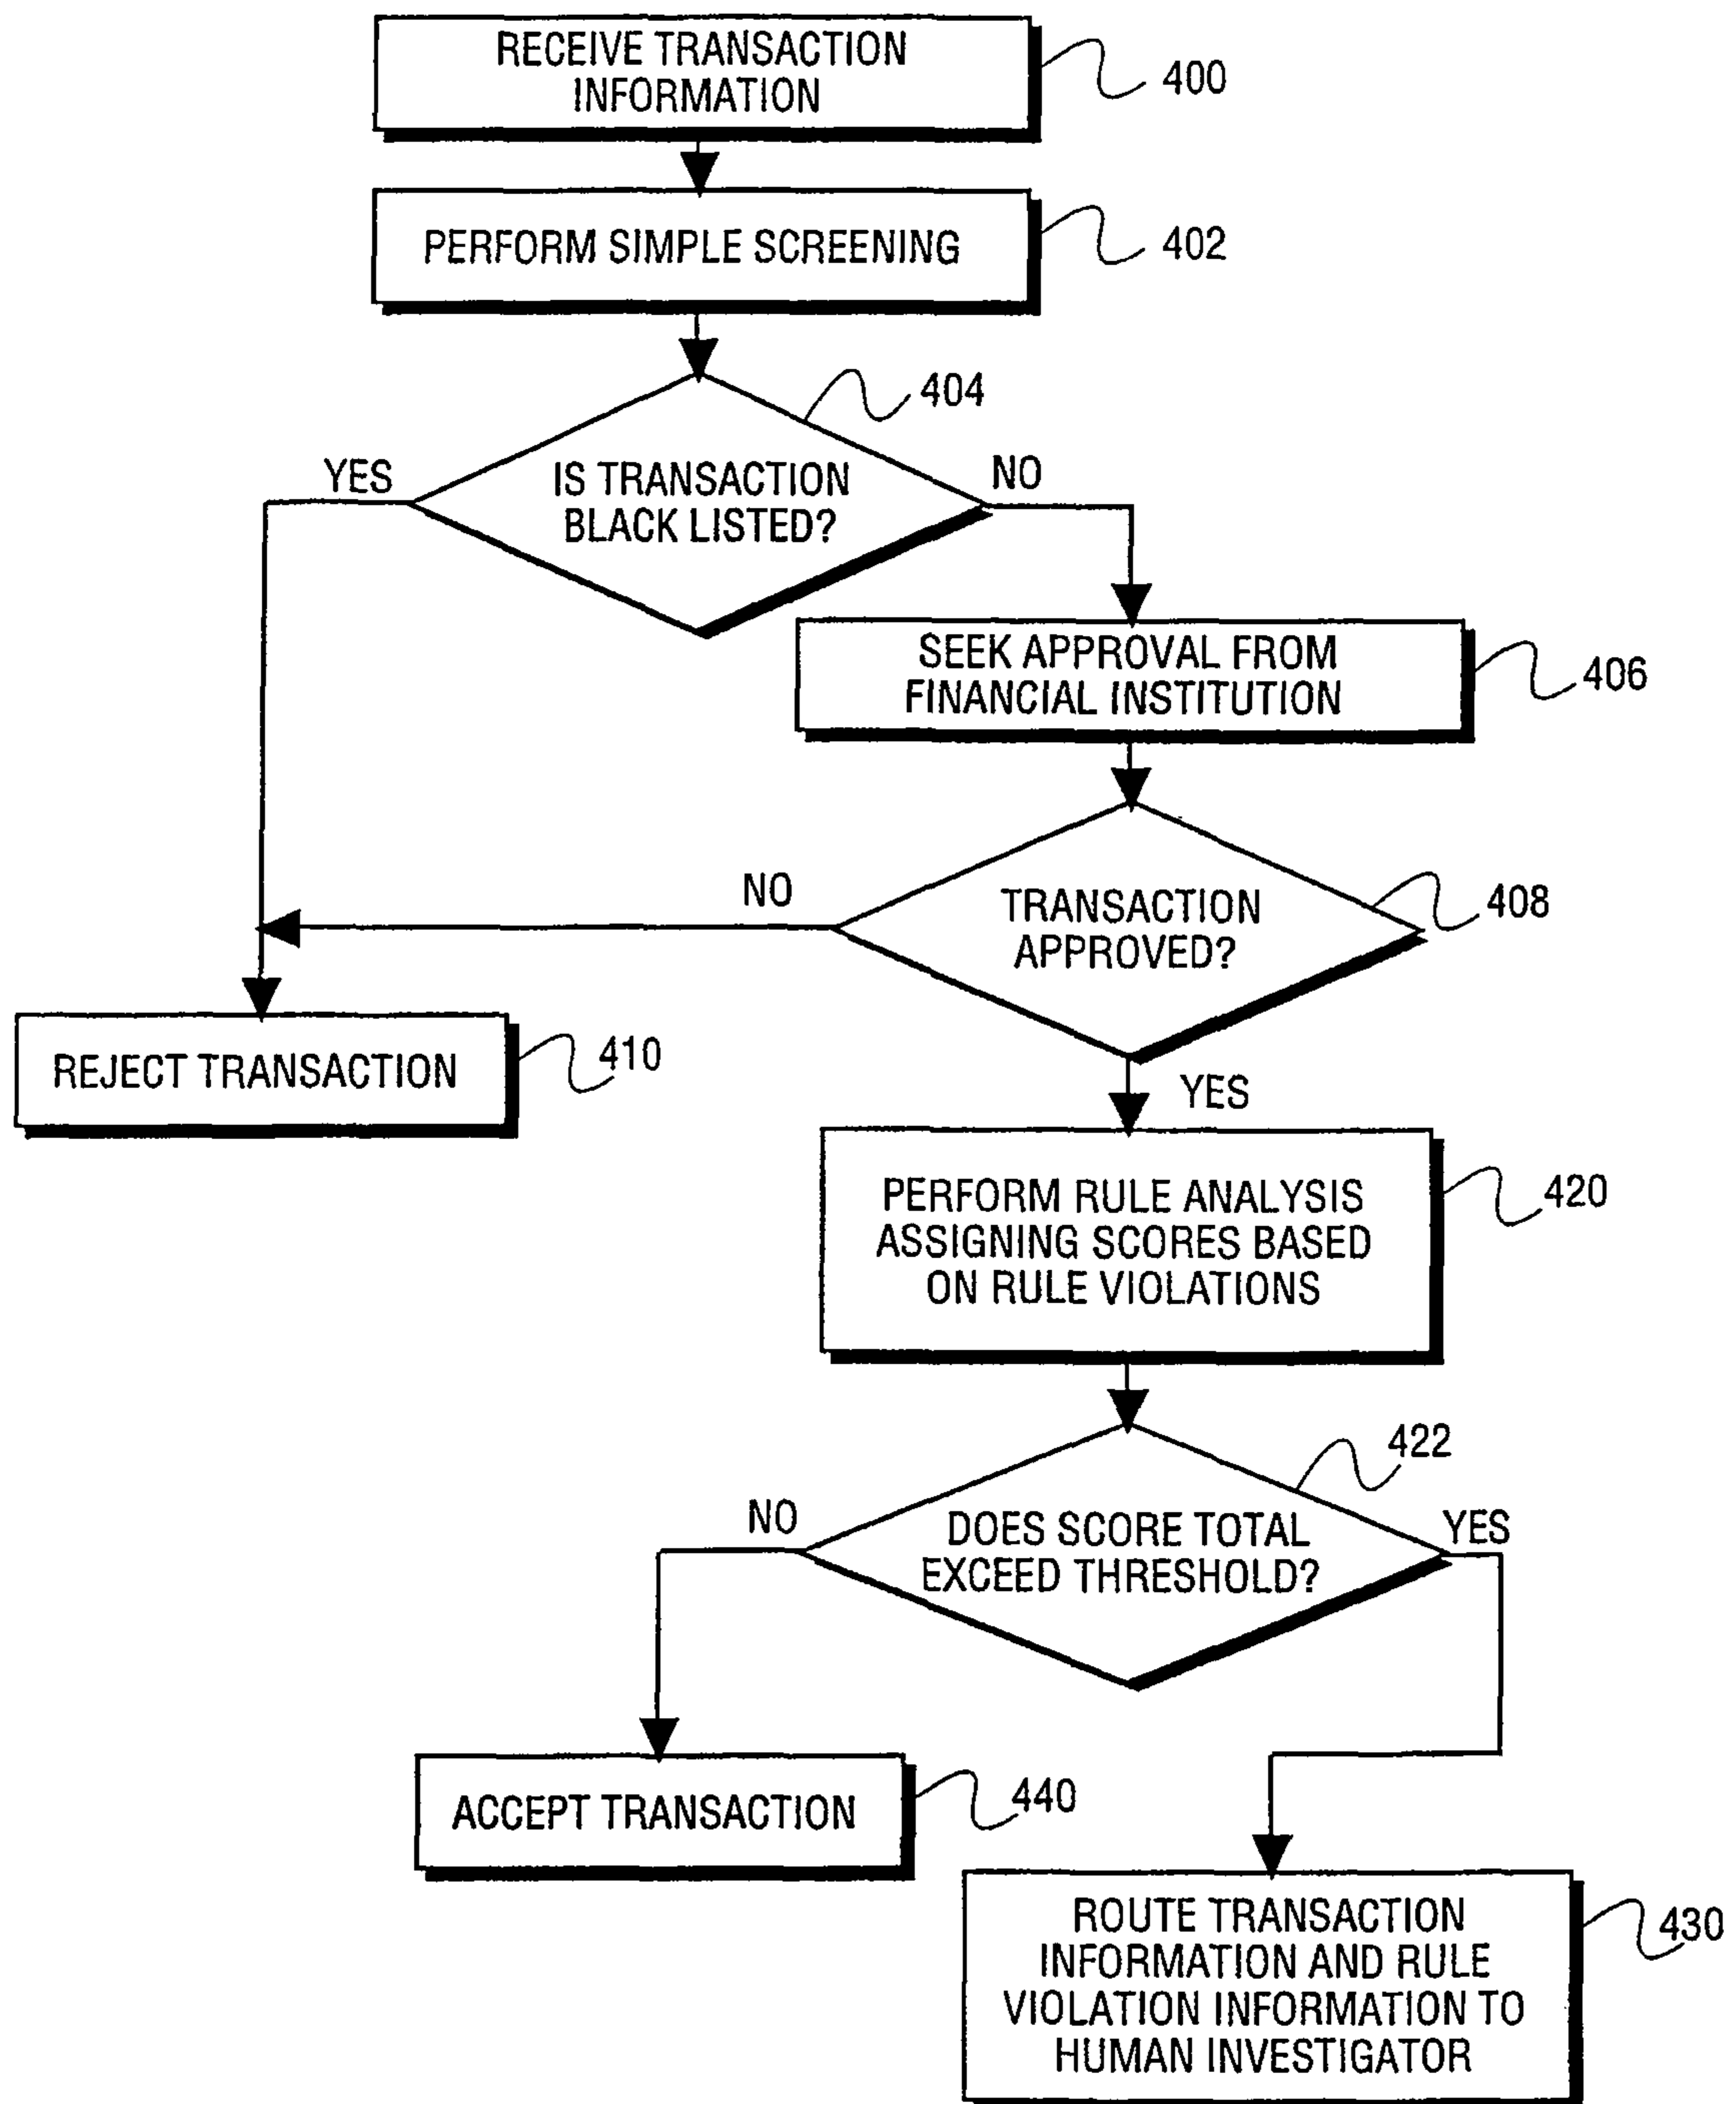 RECEIVE TRANSACTION
INFORMATION
400
PERFORM SIMPLE SCREENING
402
404
YES
IS TRANSACTION
BLACK LISTED?
NO
SEEK APPROVAL FROM
FINANCIAL INSTITUTION
406
NO
TRANSACTION
APPROVED?
408
REJECT TRANSACTION
410
YES
PERFORM RULE ANALYSIS
ASSIGNING SCORES BASED
ON RULE VIOLATIONS
420
422
NO
DOES SCORE TOTAL
EXCEED THRESHOLD?
YES
ACCEPT TRANSACTION
440
ROUTE TRANSACTION
INFORMATION AND RULE
VIOLATION INFORMATION TO
HUMAN INVESTIGATOR
430